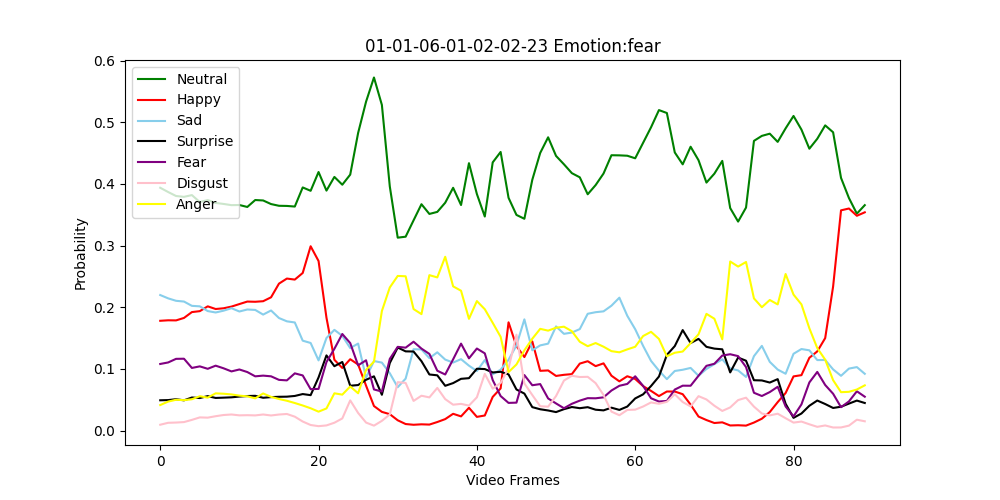 01-01-06-01-02-02-23 Emotion:fear
0.6
0.5
0.4
0.3
0.2
0.1
0.0
Probability
Neutral
Happy
Sad
Surprise
Fear
Disgust
Anger
0 20 40 60 80
Video Frames